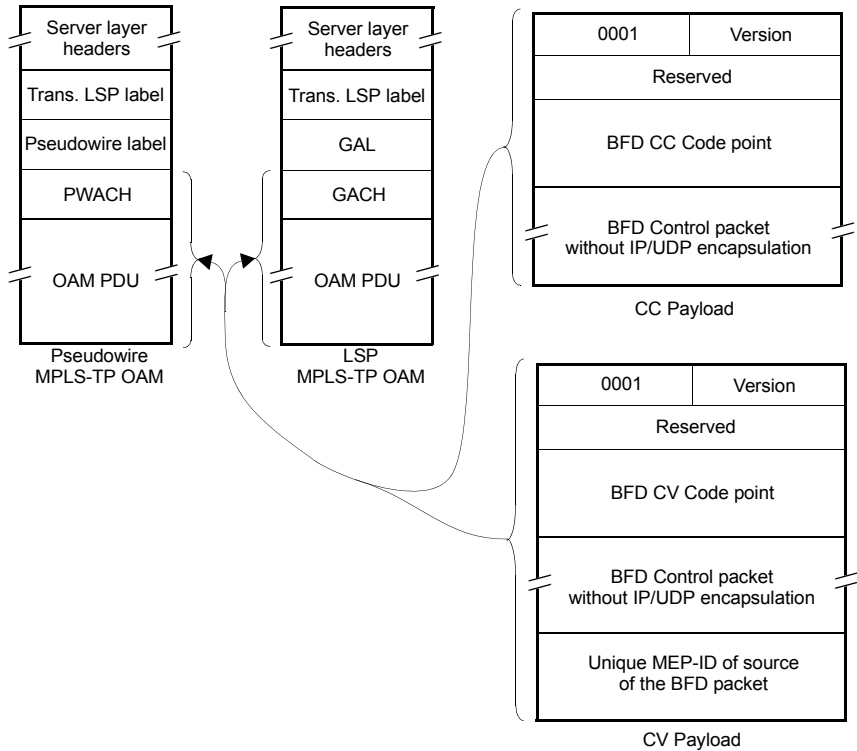 Server layer
headers
Trans. LSP label
Pseudowire label
PWACH
OAM PDU
Pseudowire
MPLS-TP OAM
Server layer
headers
Trans. LSP label
GAL
GACH
OAM PDU
LSP
MPLS-TP OAM
0001
Version
Reserved
BFD CC Code point
BFD Control packet
without IP/UDP encapsulation
CC Payload
0001
Version
Reserved
BFD CV Code point
BFD Control packet
without IP/UDP encapsulation
Unique MEP-ID of source
of the BFD packet
CV Payload